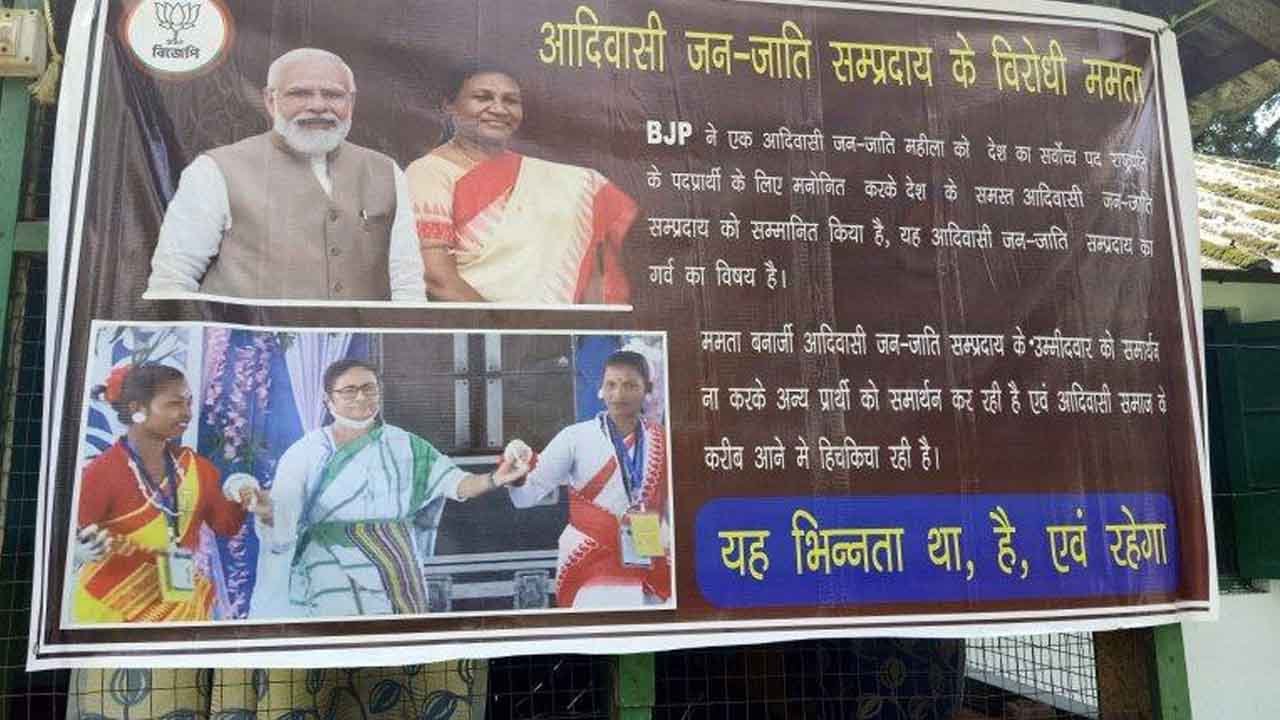 বিজেপি
आदिवासी जन-जाति सम्प्रदाय के विरोधी ममता
BJP ने एक आदिवासी जन-जाति महीला को देश का सर्वोच्च पद राष्ट्रपति
के पदप्रार्थी के लिए मनोनित करके देश के समस्त आदिवासी जन-जाति
सम्प्रदाय को सम्मानित किया है, यह आदिवासी जन-जाति सम्प्रदाय का
गर्व का विषय है।
ममता बनार्जी आदिवासी जन-जाति सम्प्रदाय के उम्मीदवार को समार्थन
ना करके अन्य प्रार्थी को समार्थन कर रही है एवं आदिवासी समाज के
करीब आने मे हिचकिचा रही है।
यह भिन्नता था, है, एवं रहेगा